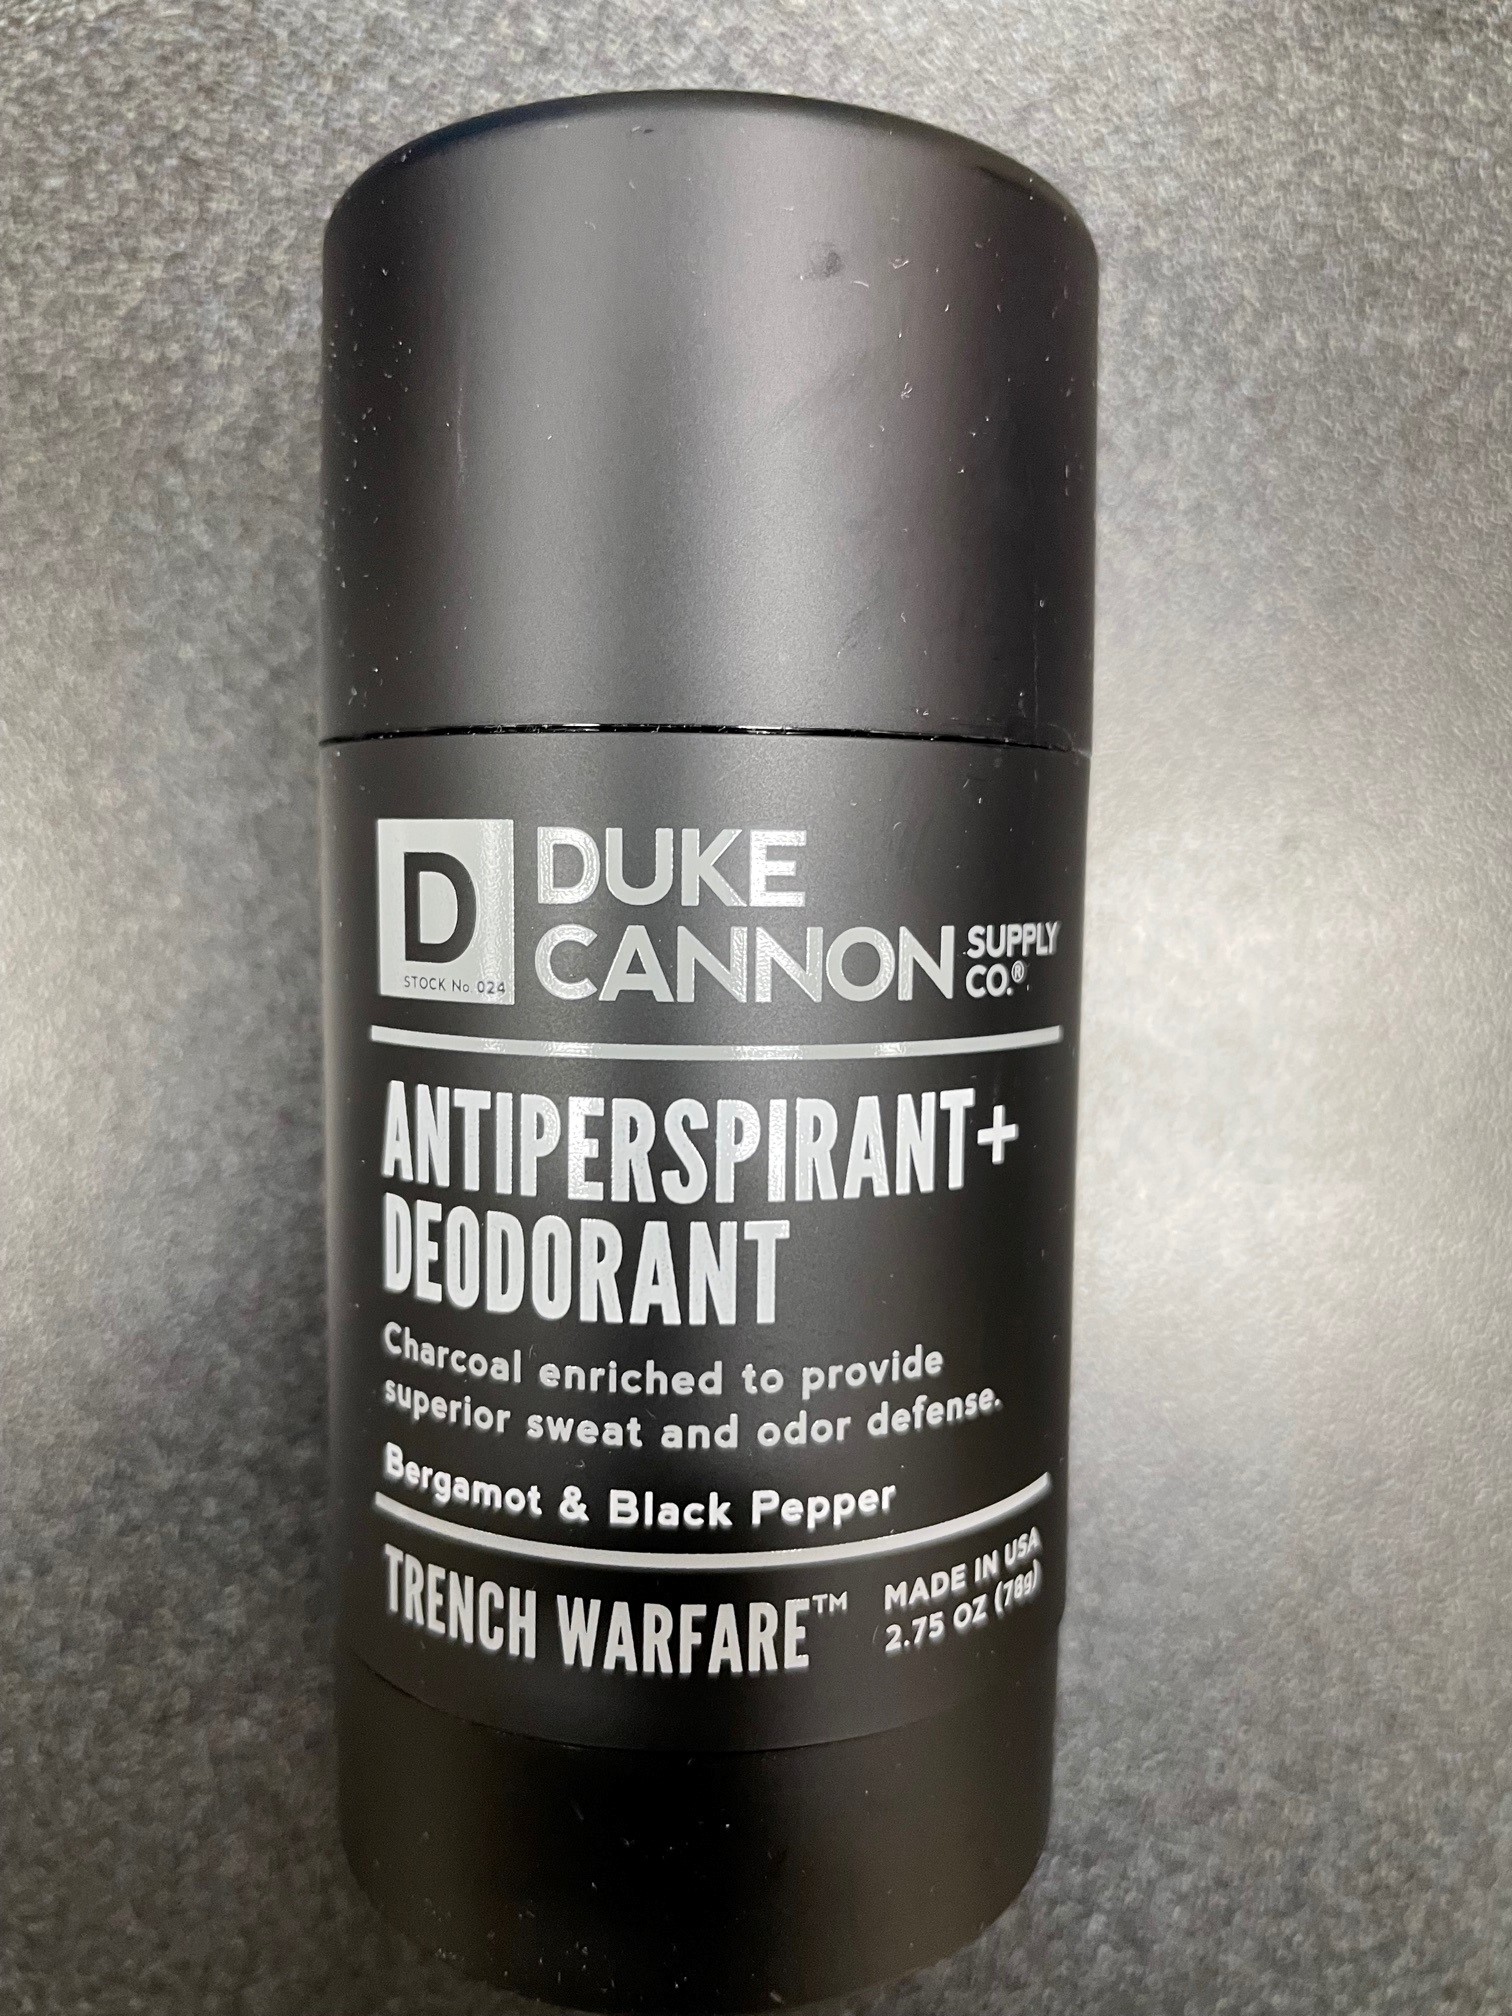 D
STOCK No. 024
DUKE
CANNON SUPPLY
CO.®
ANTIPERSPIRANT+
DEODORANT
Charcoal enriched to provide
superior sweat and odor defense.
Bergamot & Black Pepper
TRENCH WARFARE™
MADE IN USA
2.75 OZ (78g)